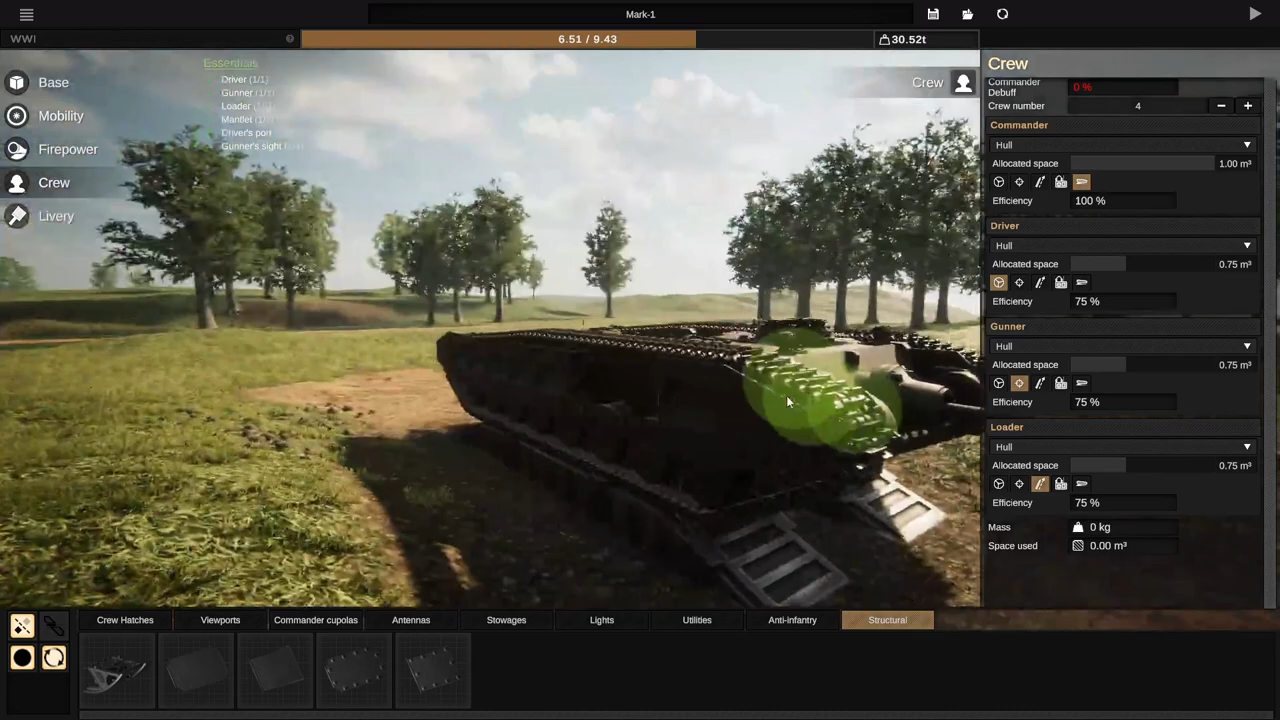 Mark-1
WWI
6.51 / 9.43
30.52t
Base
Mobility
Firepower
Crew
Livery
Essentials
Driver (1/1)
Gunner (1/1)
Loader
Mantlet
Driver's port
Gunner's sight
Crew
Crew
Commander Debuff
0 %
Crew number
4
Commander
Hull
Allocated space
1.00 m³
Efficiency
100 %
Driver
Hull
Allocated space
0.75 m³
Efficiency
75 %
Gunner
Hull
Allocated space
0.75 m³
Efficiency
75 %
Loader
Hull
Allocated space
0.75 m³
Efficiency
75 %
Mass
0 kg
Space used
0.00 m³
Crew Hatches
Viewports
Commander cupolas
Antennas
Stowages
Lights
Utilities
Anti-infantry
Structural